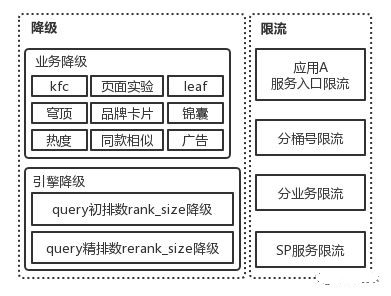 降级
业务降级
kfc
页面实验
leaf
穹顶
品牌卡片
锦囊
热度
同款相似
广告
引擎降级
query初排数rank_size降级
query精排数rerank_size降级
限流
应用A
服务入口限流
分桶号限流
分业务限流
SP服务限流